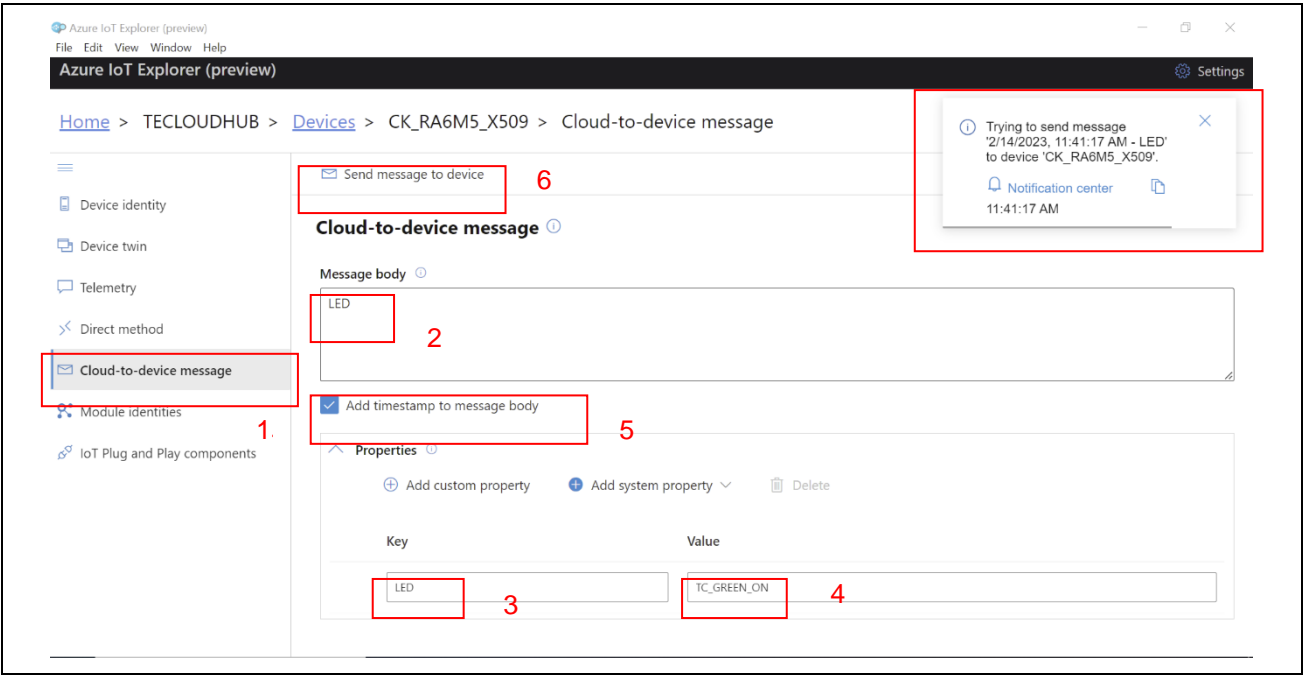 Azure IoT Explorer (preview)
File Edit View Window Help
Azure IoT Explorer (preview)
Settings
Home > TECLOUDHUB > Devices > CK_RA6M5_X509 > Cloud-to-device message
Trying to send message
'2/14/2023, 11:41:17 AM - LED'
to device 'CK_RA6M5_X509'.
Notification center
11:41:17 AM
Device identity
Device twin
Telemetry
Direct method
Cloud-to-device message
1.
Module identities
IoT Plug and Play components
Send message to device
6
Cloud-to-device message
Message body
LED
2
Add timestamp to message body
5
Properties
Add custom property
Add system property
Delete
Key Value
LED
3
TC_GREEN_ON
4